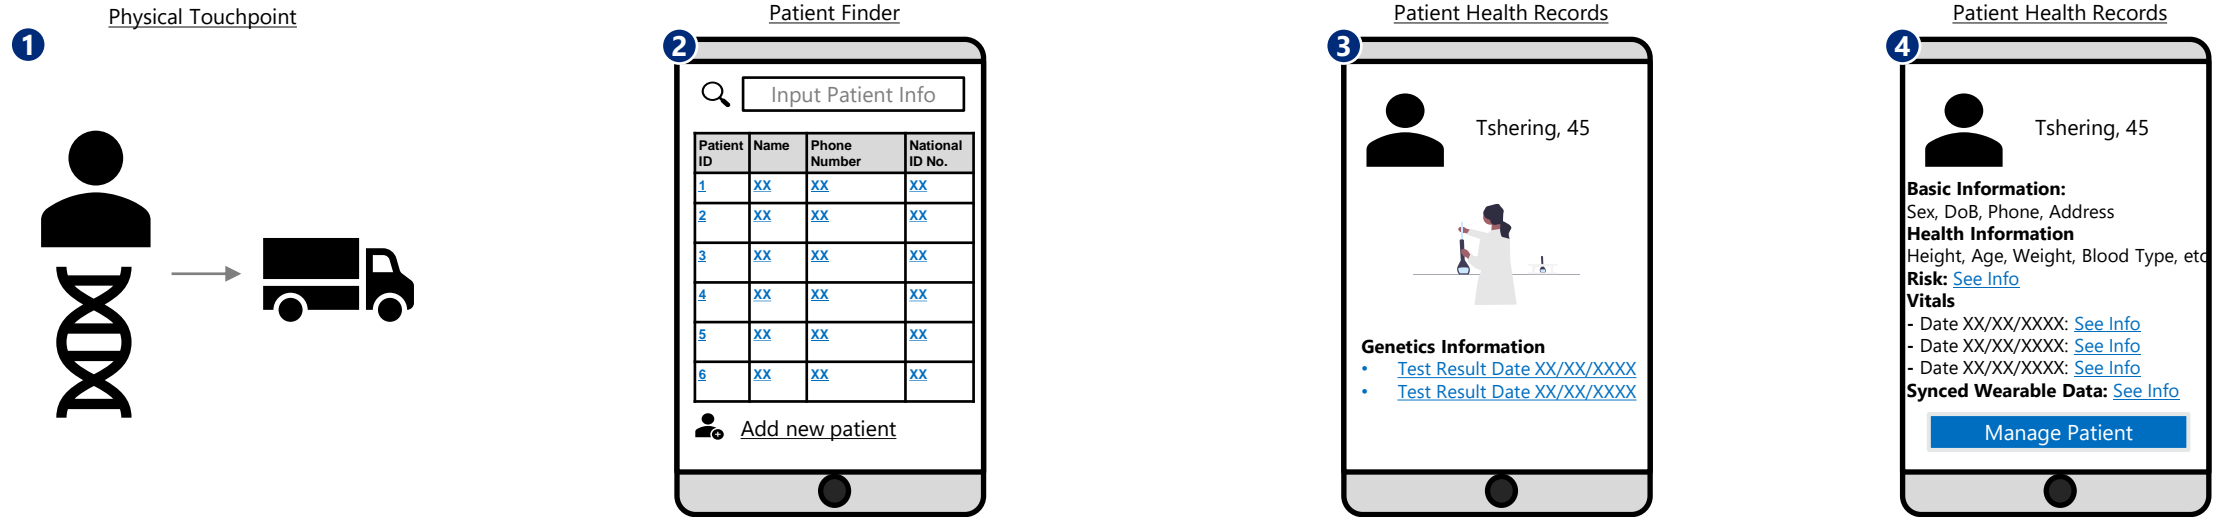 Physical Touchpoint
1
Patient Finder
2
Input Patient Info
Patient ID Name Phone Number National ID No.
1 XX XX XX
2 XX XX XX
3 XX XX XX
4 XX XX XX
5 XX XX XX
6 XX XX XX
Add new patient
Patient Health Records
3
Tshering, 45
Genetics Information
• Test Result Date XX/XX/XXXX
• Test Result Date XX/XX/XXXX
Patient Health Records
4
Tshering, 45
Basic Information:
Sex, DoB, Phone, Address
Health Information
Height, Age, Weight, Blood Type, etc
Risk: See Info
Vitals
- Date XX/XX/XXXX: See Info
- Date XX/XX/XXXX: See Info
- Date XX/XX/XXXX: See Info
Synced Wearable Data: See Info
Manage Patient